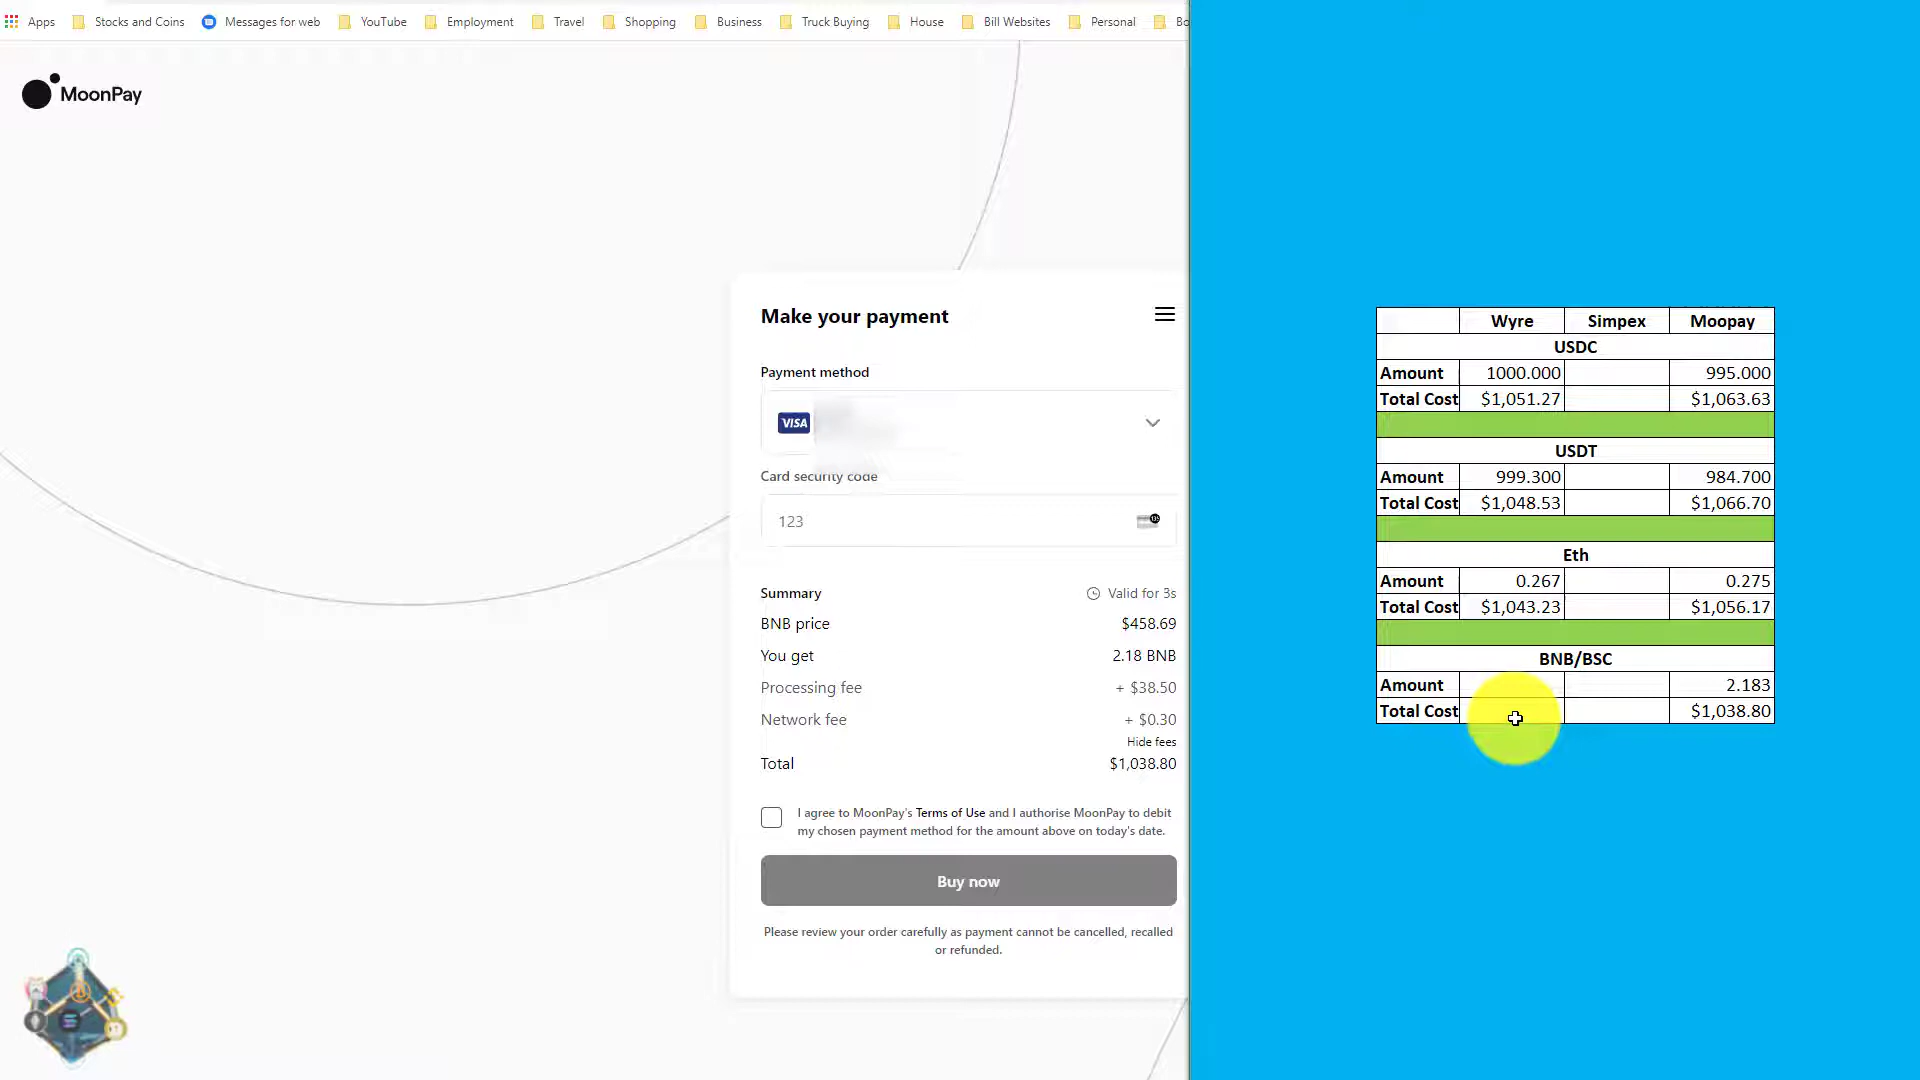 Apps Stocks and Coins Messages for web YouTube Employment Travel Shopping Business Truck Buying House Bill Websites Personal Bo
MoonPay
Make your payment
Payment method
VISA
Card security code
123
Summary Valid for 3s
BNB price $458.69
You get 2.18 BNB
Processing fee + $38.50
Network fee + $0.30
Hide fees
Total $1,038.80
I agree to MoonPay's Terms of Use and I authorise MoonPay to debit
my chosen payment method for the amount above on today's date.
Buy now
Please review your order carefully as payment cannot be cancelled, recalled
or refunded.
Wyre Simpex Moopay
USDC
Amount 1000.000 995.000
Total Cost $1,051.27 $1,063.63
USDT
Amount 999.300 984.700
Total Cost $1,048.53 $1,066.70
Eth
Amount 0.267 0.275
Total Cost $1,043.23 $1,056.17
BNB/BSC
Amount 2.183
Total Cost $1,038.80